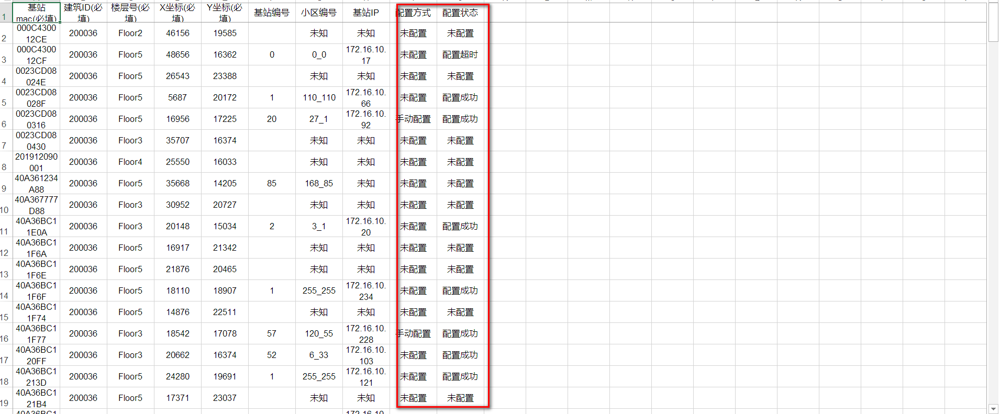 1 基站mac(必填) 建筑ID(必填) 楼层号(必填) X坐标(必填) Y坐标(必填) 基站编号 小区编号 基站IP 配置方式 配置状态
2 000C430012CE 200036 Floor2 46156 19585 未知 未知 未配置 未配置
3 000C430012CF 200036 Floor5 48656 16362 0 0_0 172.16.10.17 未配置 配置超时
4 0023CD08024E 200036 Floor5 26543 23388 未知 未知 未配置 未配置
5 0023CD08028F 200036 Floor5 5687 20172 1 110_110 172.16.10.66 未配置 配置成功
6 0023CD080316 200036 Floor5 16956 17225 20 27_1 172.16.10.92 手动配置 配置成功
7 0023CD080430 200036 Floor3 35707 16374 未知 未知 未配置 未配置
8 201912090001 200036 Floor4 25550 16033 未知 未知 未配置 未配置
9 40A361234A88 200036 Floor5 35668 14205 85 168_85 未知 未配置 未配置
10 40A367777D88 200036 Floor3 30952 20727 未知 未知 未配置 未配置
11 40A36BC11E0A 200036 Floor3 20148 15034 2 3_1 172.16.10.20 未配置 配置成功
12 40A36BC11F6A 200036 Floor5 16917 21342 未知 未知 未配置 未配置
13 40A36BC11F6E 200036 Floor5 21876 20465 未知 未知 未配置 未配置
14 40A36BC11F6F 200036 Floor5 18110 18907 1 255_255 172.16.10.234 未配置 配置成功
15 40A36BC11F74 200036 Floor5 14876 22511 未知 未知 未配置 未配置
16 40A36BC11F77 200036 Floor3 18542 17078 57 120_55 172.16.10.228 手动配置 配置成功
17 40A36BC120FF 200036 Floor3 20662 16374 52 6_33 172.16.10.103 未配置 配置成功
18 40A36BC1213D 200036 Floor5 24280 19691 1 255_255 172.16.10.121 未配置 配置成功
19 40A36BC121B4 200036 Floor5 17371 23037 未知 未知 未配置 未配置